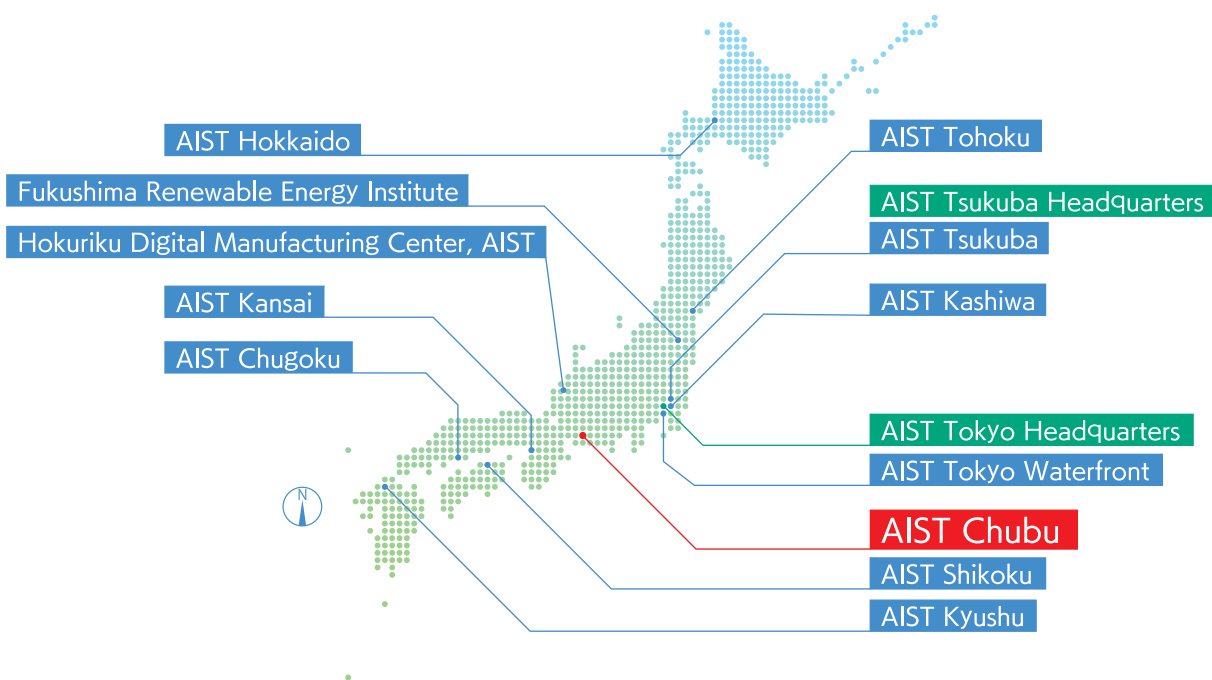 AIST Hokkaido
Fukushima Renewable Energy Institute
Hokuriku Digital Manufacturing Center, AIST
AIST Kansai
AIST Chugoku
N
AIST Tohoku
AIST Tsukuba Headquarters
AIST Tsukuba
AIST Kashiwa
AIST Tokyo Headquarters
AIST Tokyo Waterfront
AIST Chubu
AIST Shikoku
AIST Kyushu